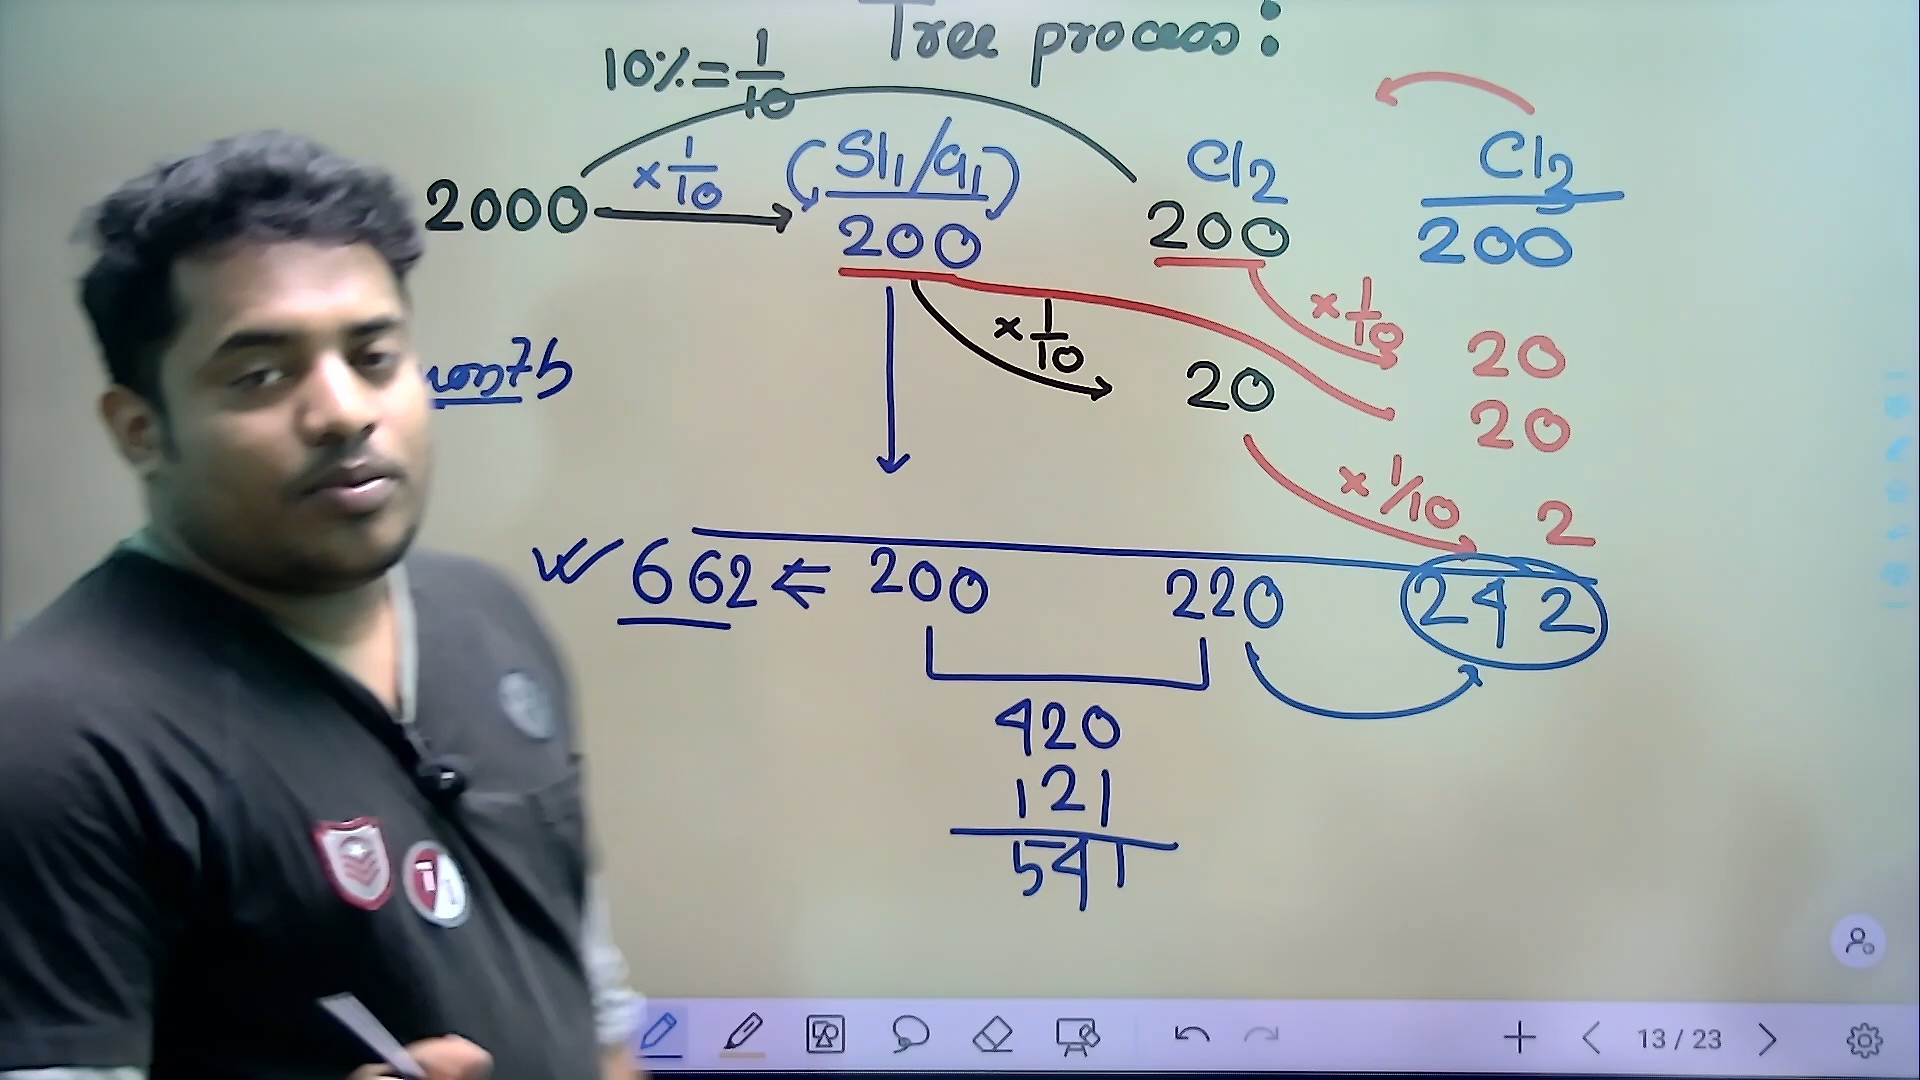 Tree process:
10% = 1/10
2000 × 1/10 (SI1/CI1) CI2 CI2
200 200 200
× 1/10 × 1/10 20
20 20
× 1/10 2
662 ⇐ 200 220 242
420
121
541
13 / 23